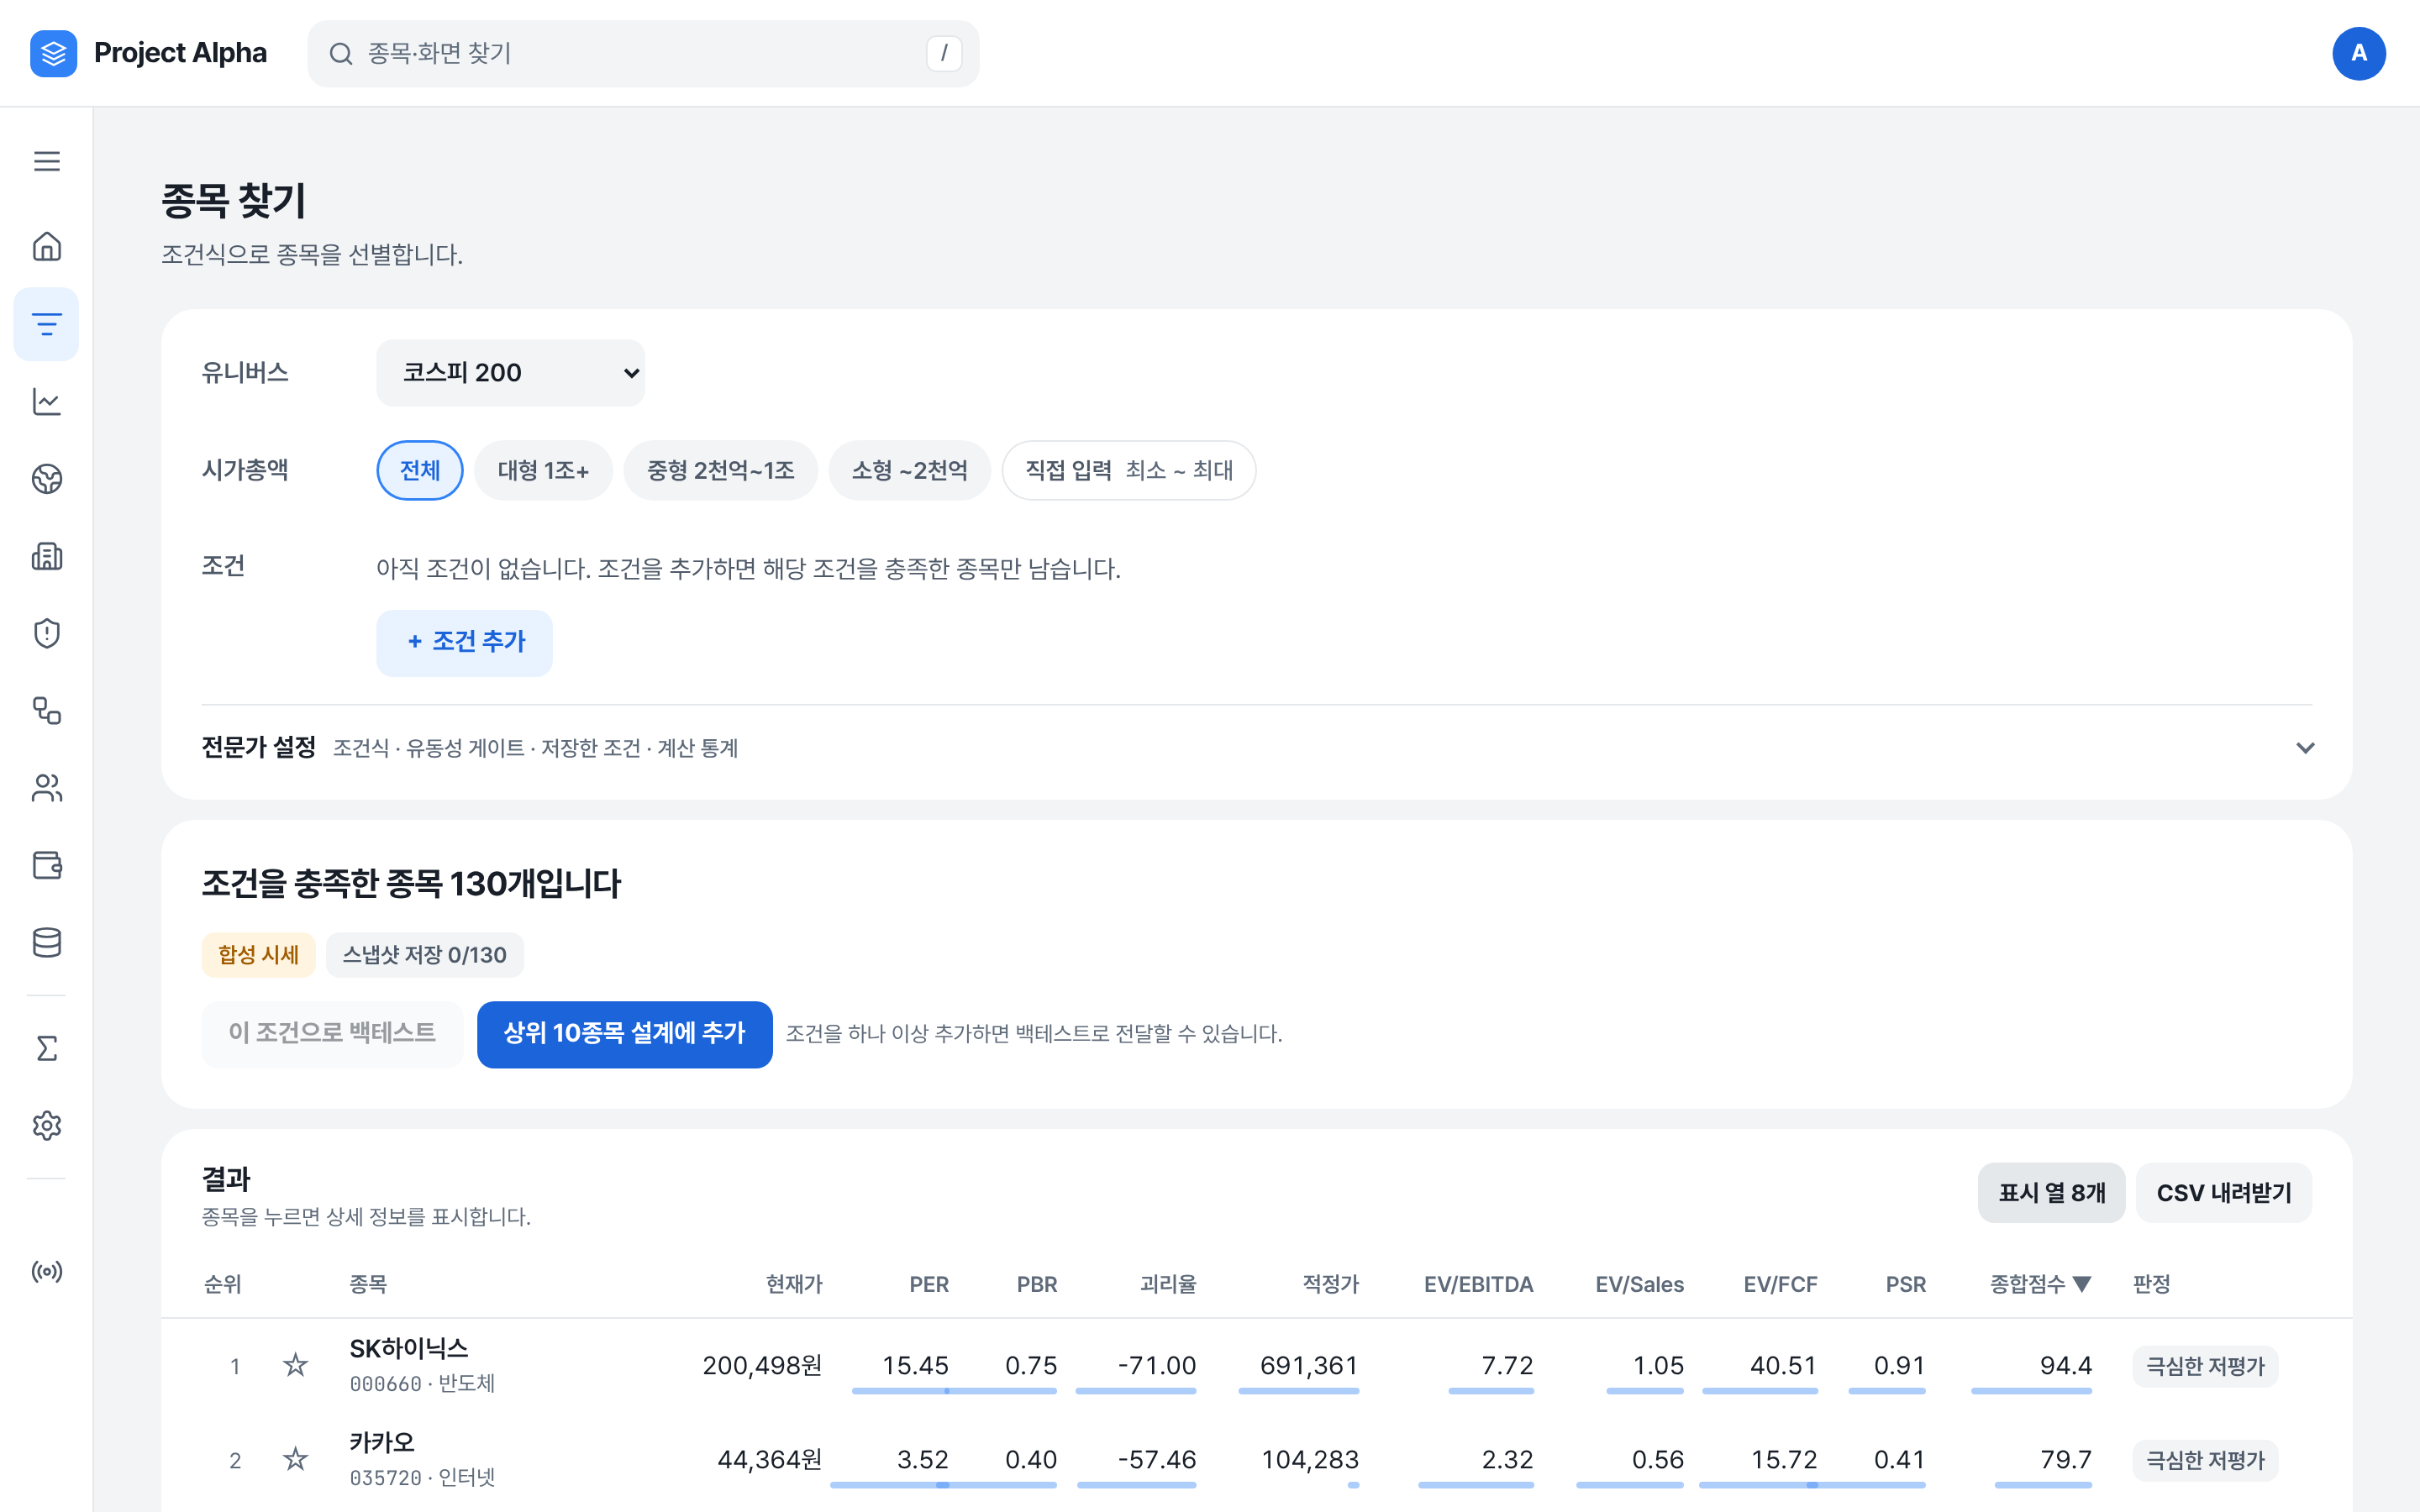 Project Alpha
종목·화면 찾기
/
A
종목 찾기
조건식으로 종목을 선별합니다.
유니버스
코스피 200
시가총액
전체
대형 1조+
중형 2천억~1조
소형 ~2천억
직접 입력 최소 ~ 최대
조건
아직 조건이 없습니다. 조건을 추가하면 해당 조건을 충족한 종목만 남습니다.
+ 조건 추가
전문가 설정 조건식 · 유동성 게이트 · 저장한 조건 · 계산 통계
조건을 충족한 종목 130개입니다
합성 시세
스냅샷 저장 0/130
이 조건으로 백테스트
상위 10종목 설계에 추가
조건을 하나 이상 추가하면 백테스트로 전달할 수 있습니다.
결과
종목을 누르면 상세 정보를 표시합니다.
표시 열 8개
CSV 내려받기
순위 종목 현재가 PER PBR 괴리율 적정가 EV/EBITDA EV/Sales EV/FCF PSR 종합점수 ▼ 판정
1 ☆ SK하이닉스 200,498원 15.45 0.75 -71.00 691,361 7.72 1.05 40.51 0.91 94.4 극심한 저평가
000660 · 반도체
2 ☆ 카카오 44,364원 3.52 0.40 -57.46 104,283 2.32 0.56 15.72 0.41 79.7 극심한 저평가
035720 · 인터넷